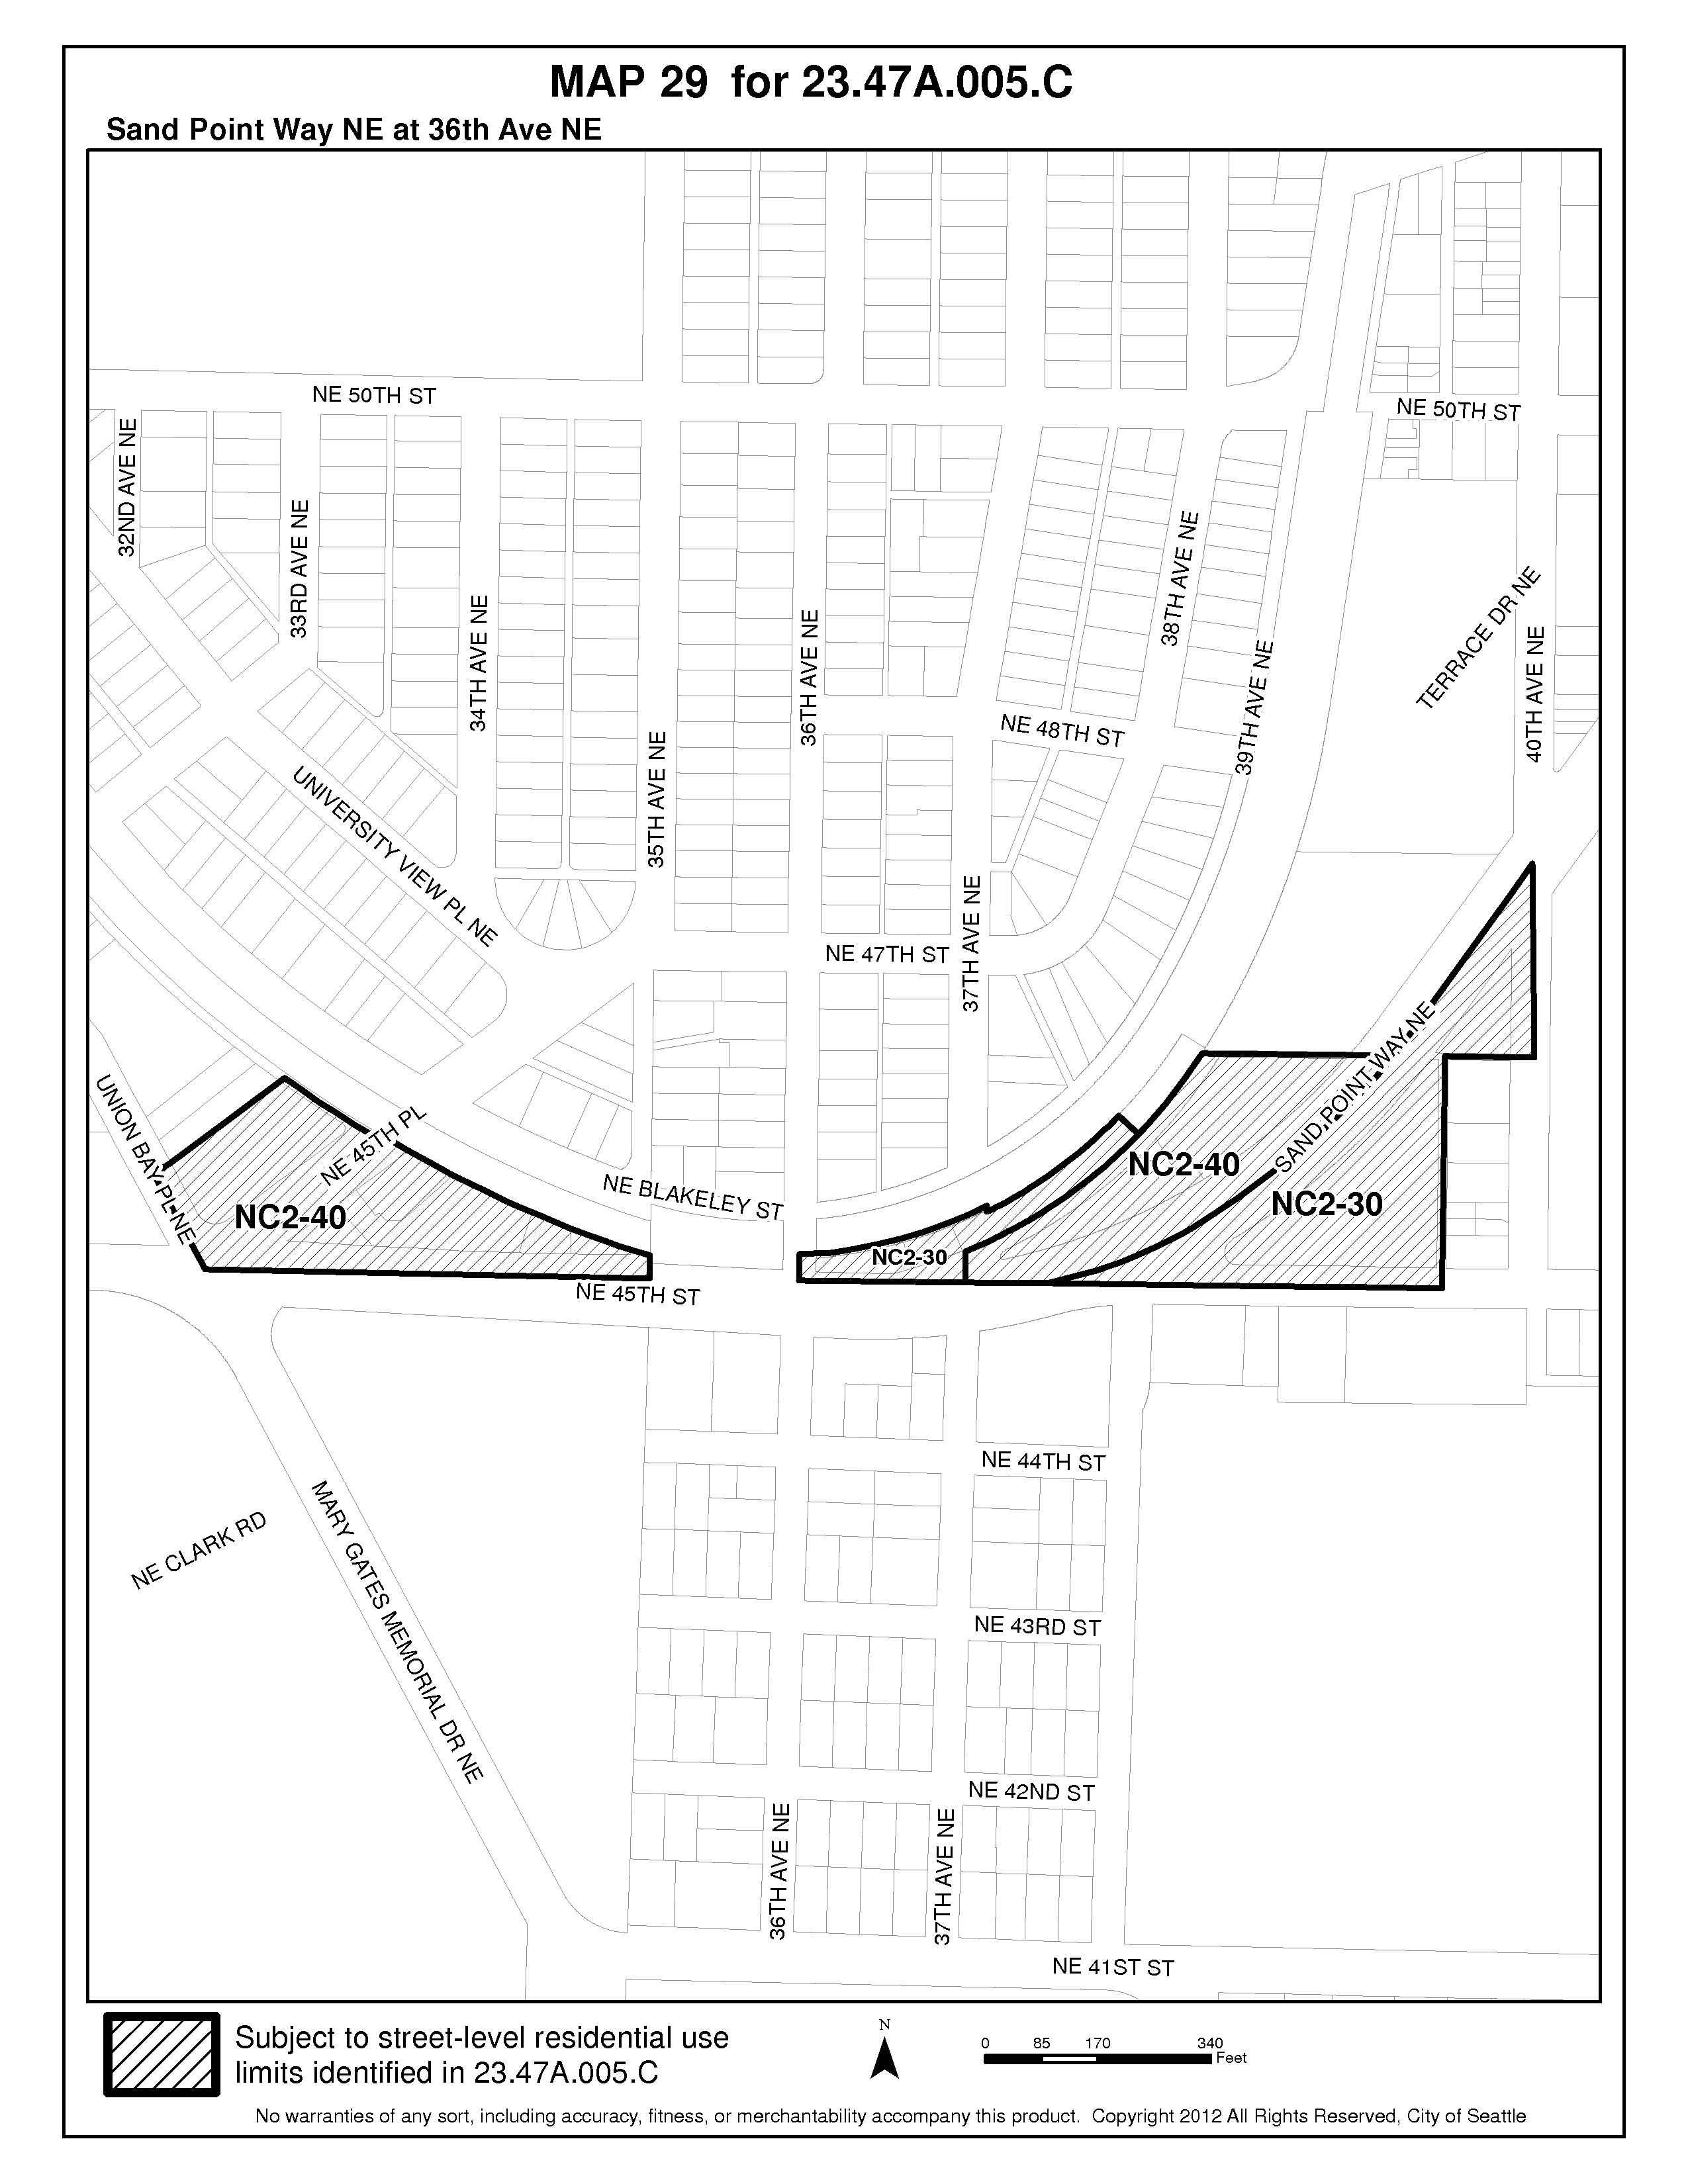 MAP 29 for 23.47A.005.C
Sand Point Way NE at 36th Ave NE
NE 50TH ST
NE 50TH ST
32ND AVE NE
33RD AVE NE
34TH AVE NE
35TH AVE NE
36TH AVE NE
38TH AVE NE
39TH AVE NE
TERRACE DR NE
40TH AVE NE
NE 48TH ST
UNIVERSITY VIEW PL NE
37TH AVE NE
NE 47TH ST
SAND POINT WAY NE
UNION BAY PL NE
NE 45TH PL
NC2-40
NE BLAKELEY ST
NC2-40
NC2-30
NC2-30
NE 45TH ST
NE 44TH ST
NE CLARK RD
MARY GATES MEMORIAL DR NE
NE 43RD ST
NE 42ND ST
36TH AVE NE
37TH AVE NE
NE 41ST ST
Subject to street-level residential use
limits identified in 23.47A.005.C
N
0 85 170 340
Feet
No warranties of any sort, including accuracy, fitness, or merchantability accompany this product. Copyright 2012 All Rights Reserved, City of Seattle